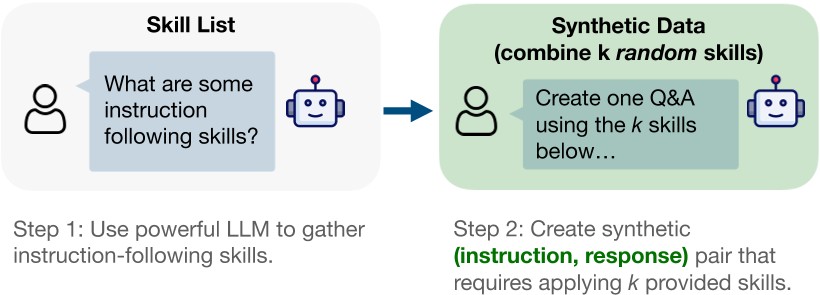 Skill List
What are some
instruction
following skills?
Step 1: Use powerful LLM to gather
instruction-following skills.
Synthetic Data
(combine k random skills)
Create one Q&A
using the k skills
below…
Step 2: Create synthetic
(instruction, response) pair that
requires applying k provided skills.